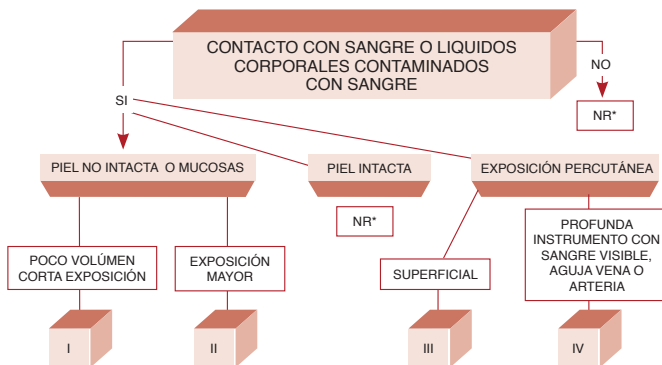 CONTACTO CON SANGRE O LIQUIDOS
CORPORALES CONTAMINADOS
CON SANGRE
NO
SI
NR*
PIEL NO INTACTA O MUCOSAS
PIEL INTACTA
EXPOSICIÓN PERCUTÁNEA
NR*
POCO VOLÚMEN
CORTA EXPOSICIÓN
EXPOSICIÓN
MAYOR
SUPERFICIAL
PROFUNDA
INSTRUMENTO CON
SANGRE VISIBLE,
AGUJA VENA O
ARTERIA
I
II
III
IV